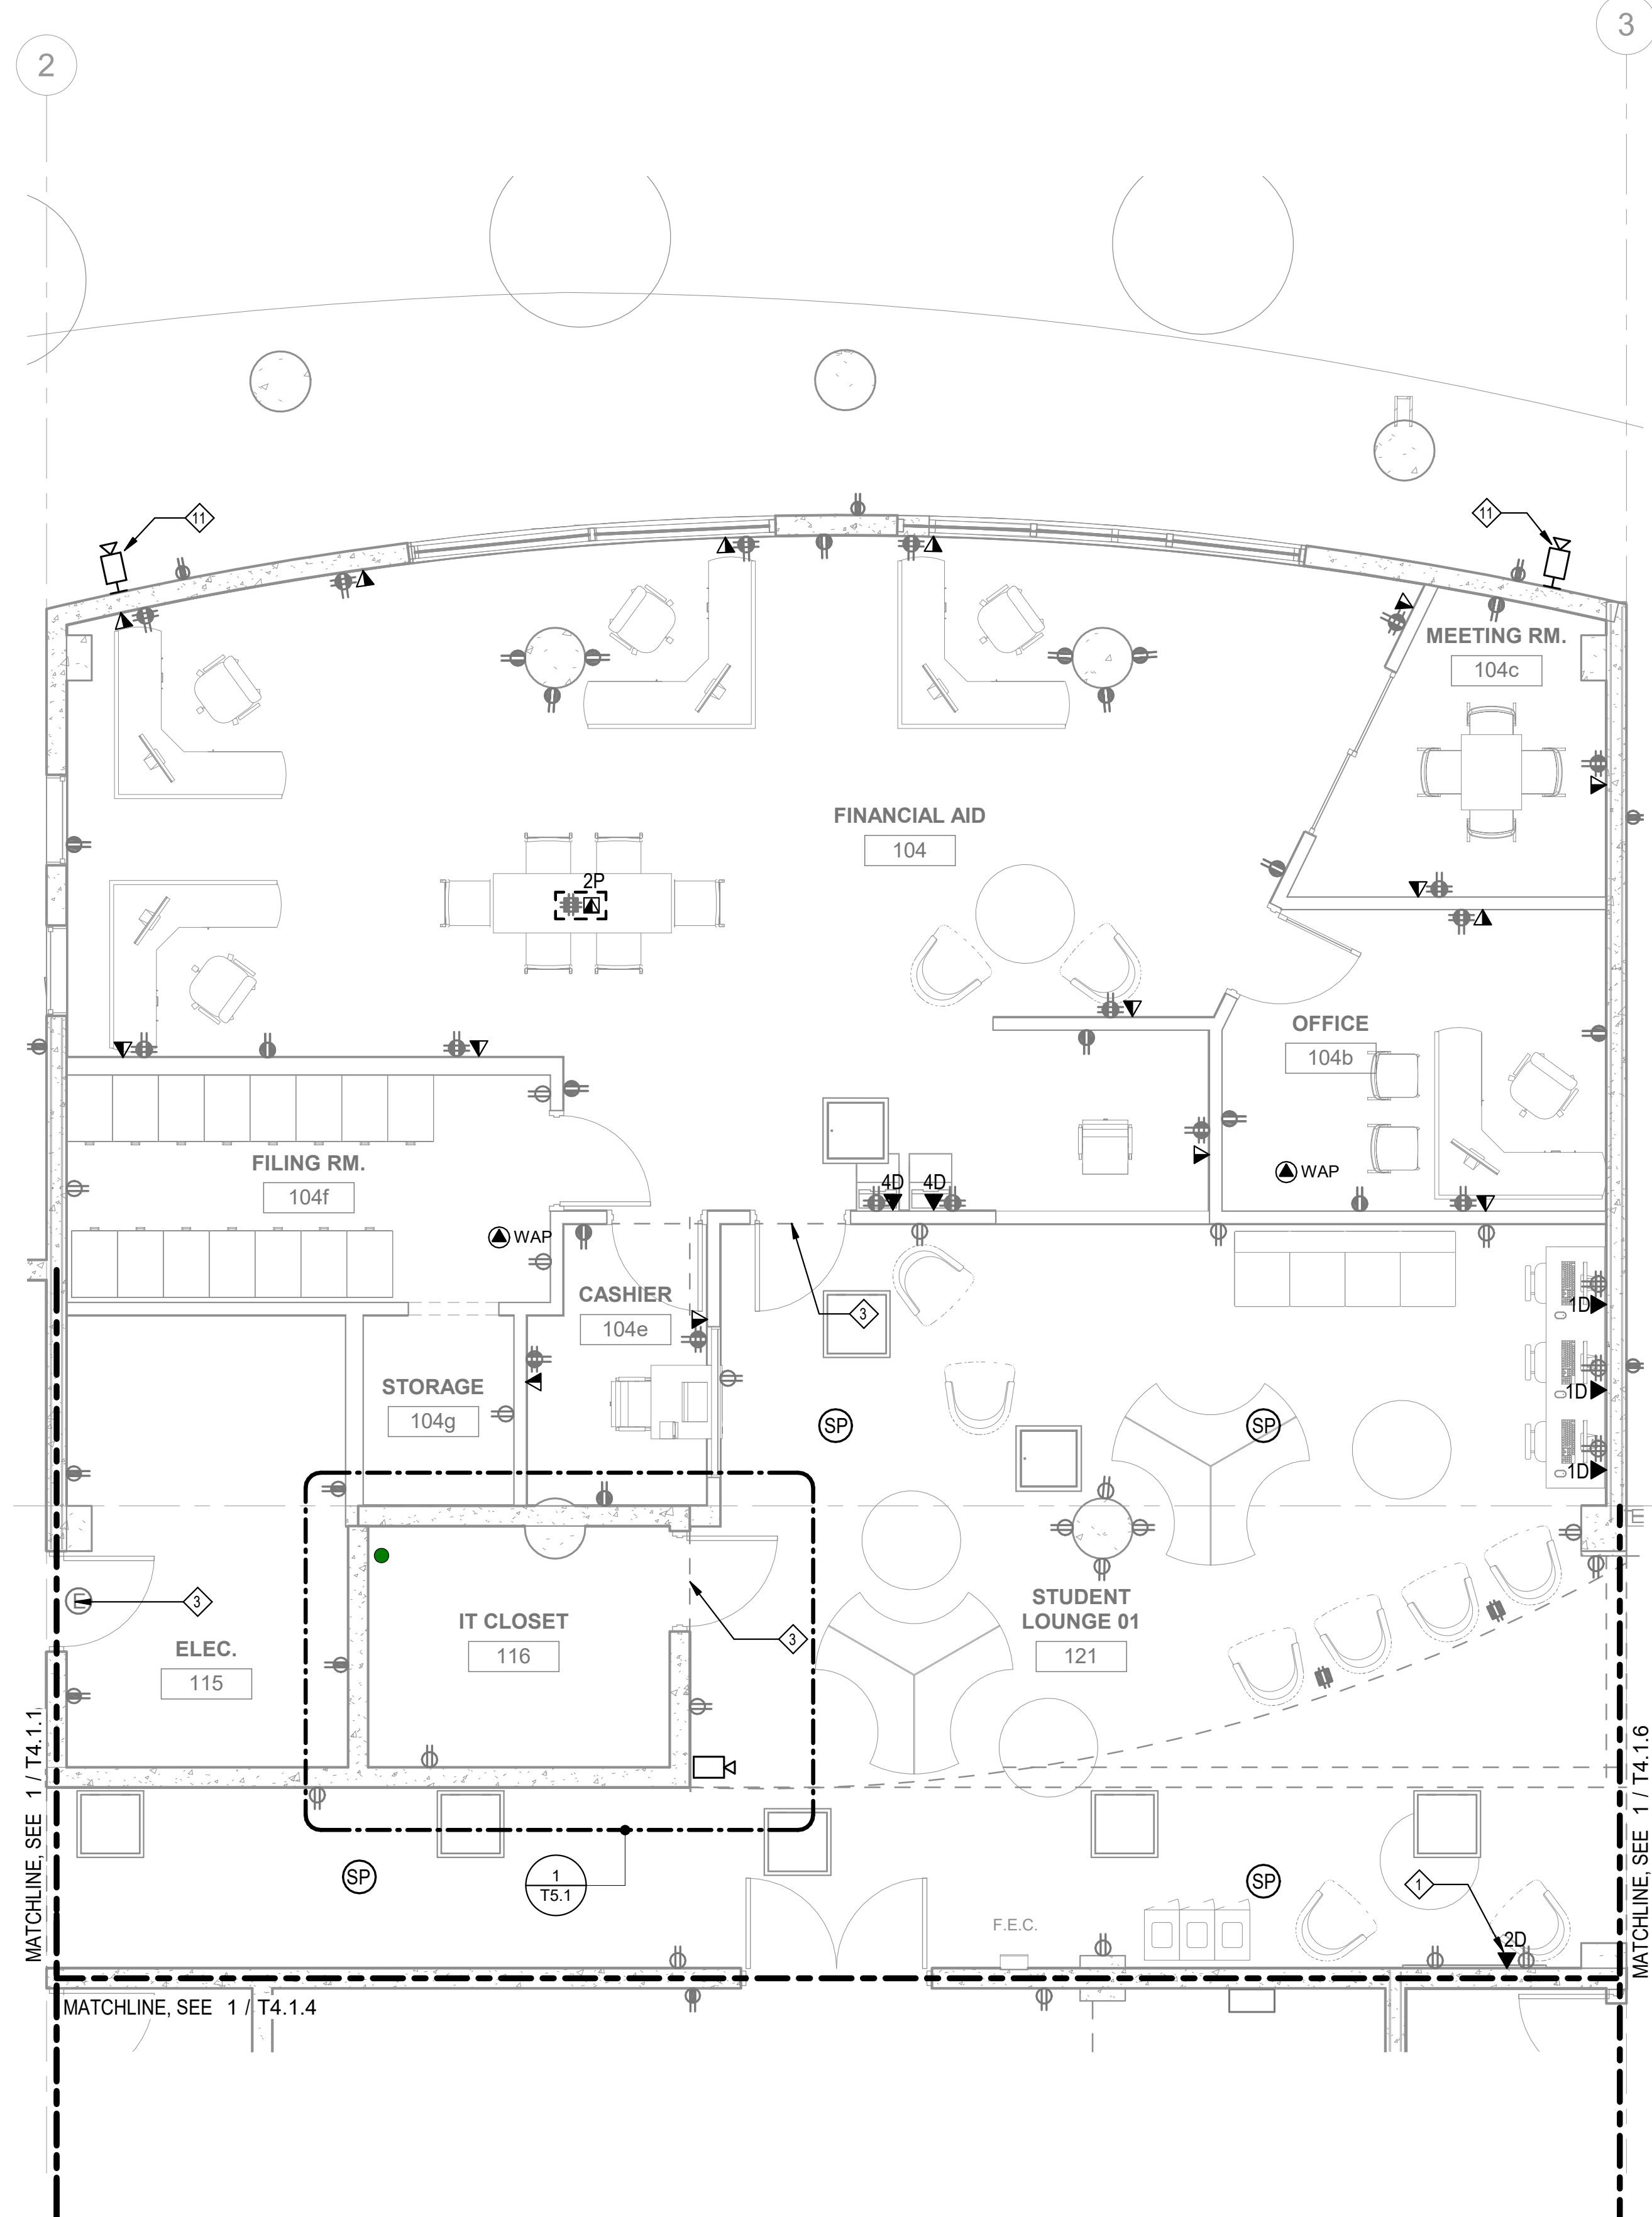 3
2
11
11
MEETING RM.
104c
FINANCIAL AID
104
2P
OFFICE
104b
FILING RM.
104f
WAP
4D
4D
WAP
CASHIER
104e
3
1D
STORAGE
104g
1D
SP
SP
1D
E
E
3
STUDENT
LOUNGE 01
121
IT CLOSET
116
3
ELEC.
115
MATCHLINE, SEE 1 / T4.1.1
MATCHLINE, SEE 1 / T4.1.6
SP
1
T5.1
SP
1
F.E.C.
2D
MATCHLINE, SEE 1 / T4.1.4